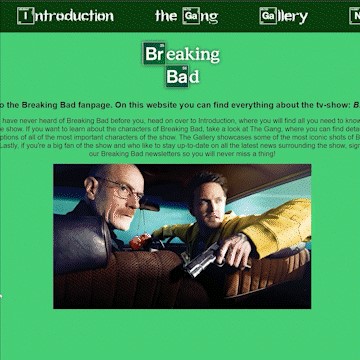 Introduction the Gang Gallery N
Breaking
Bad
o the Breaking Bad fanpage. On this website you can find everything about the tv-show: B
have never heard of Breaking Bad before you, head on over to Introduction, where you will find all you need to know
e show. If you want to learn about the characters of Breaking Bad, take a look at The Gang, where you can find detai
ptions of all of the most important characters of the show. The Gallery showcases some of the most iconic shots of B
Lastly, if you're a big fan of the show and who like to stay up-to-date on all the latest news surrounding the show, sign
our Breaking Bad newsletters so you will never miss a thing!